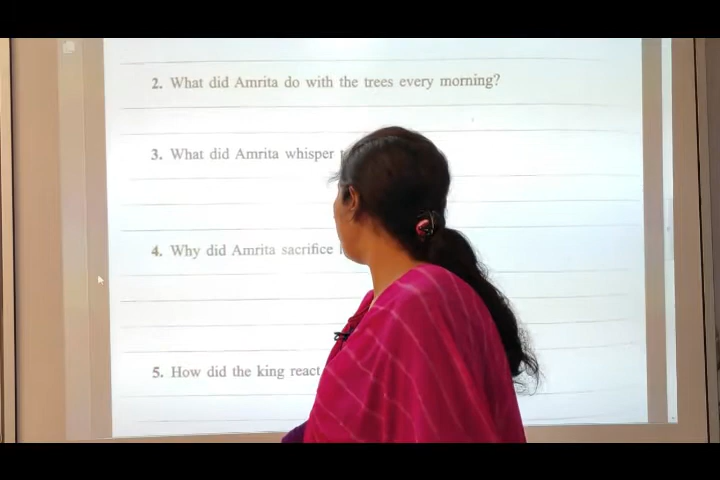 2. What did Amrita do with the trees every morning?
3. What did Amrita whisper
4. Why did Amrita sacrifice
5. How did the king react